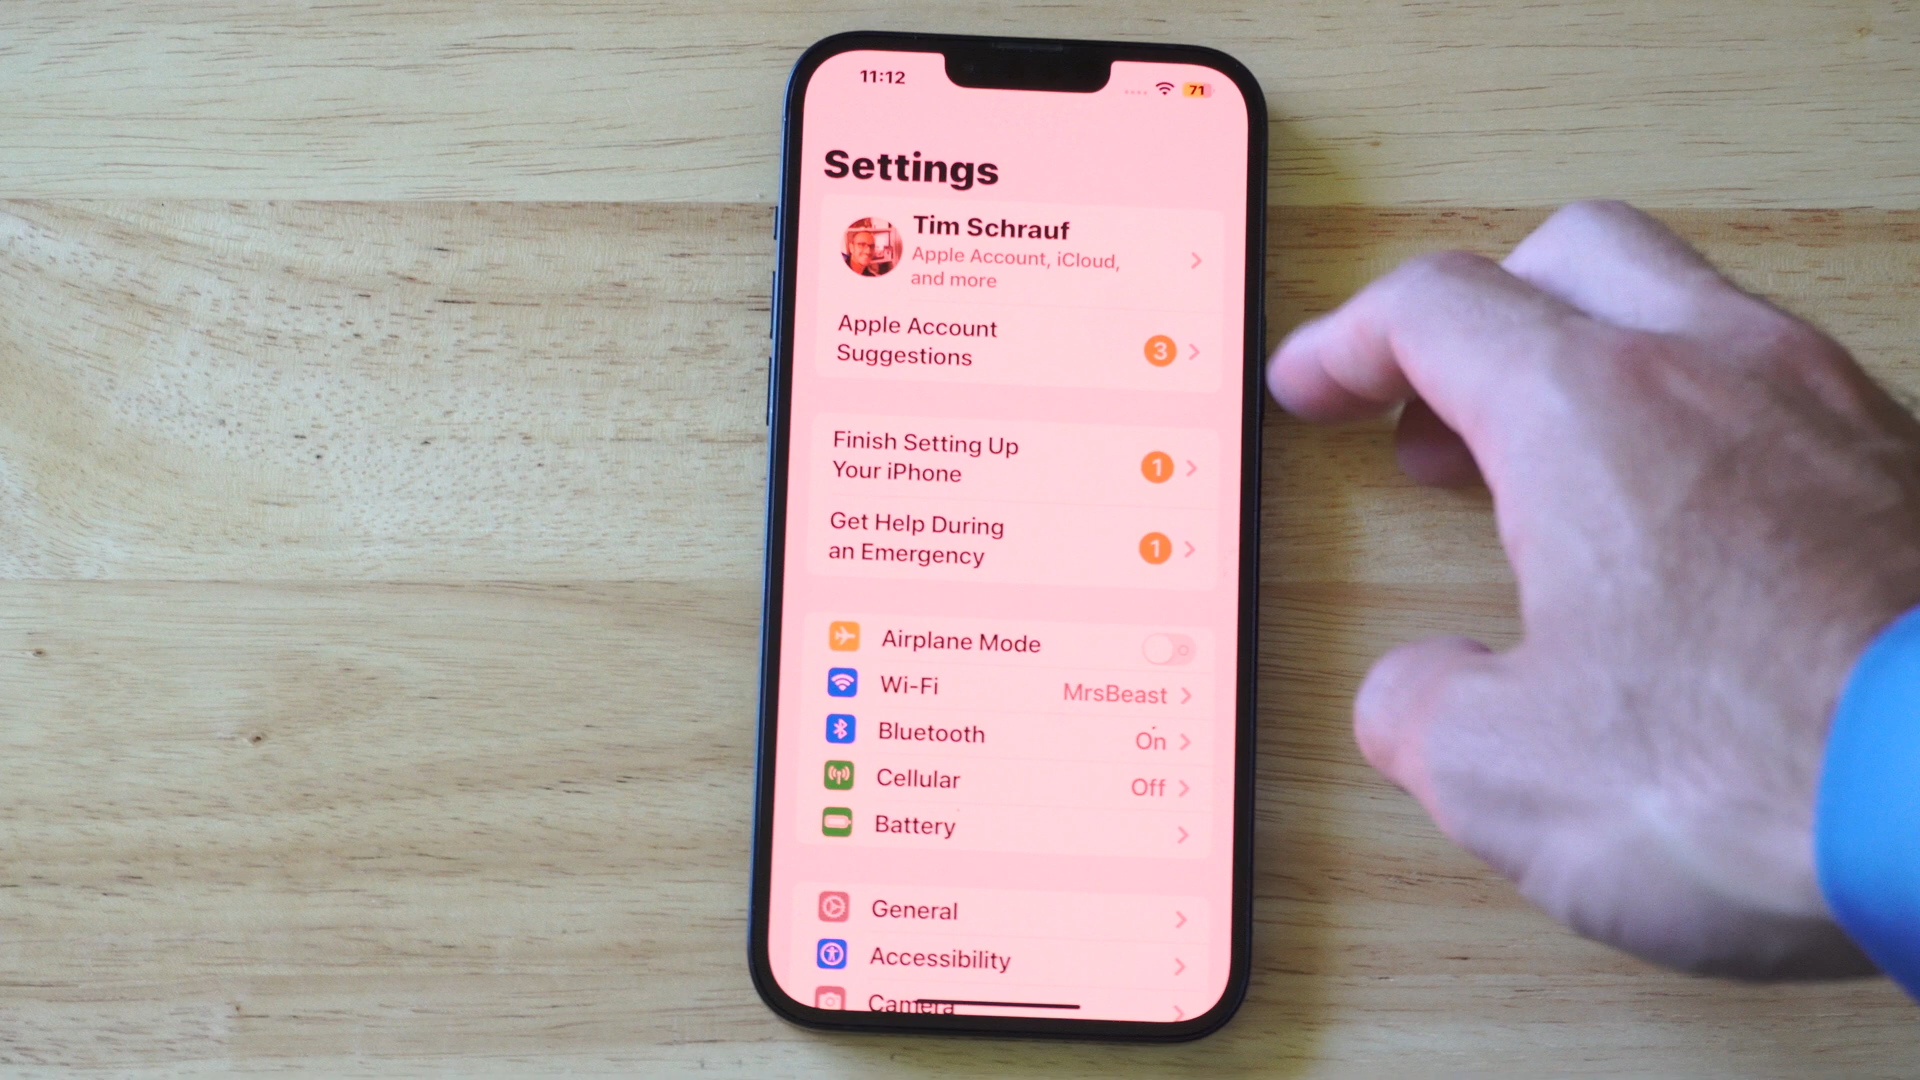 11:12
71
Settings
Tim Schrauf
Apple Account, iCloud,
and more
Apple Account
Suggestions
3
Finish Setting Up
Your iPhone
1
Get Help During
an Emergency
1
Airplane Mode
Wi-Fi
MrsBeast
Bluetooth
On
Cellular
Off
Battery
General
Accessibility
Camera